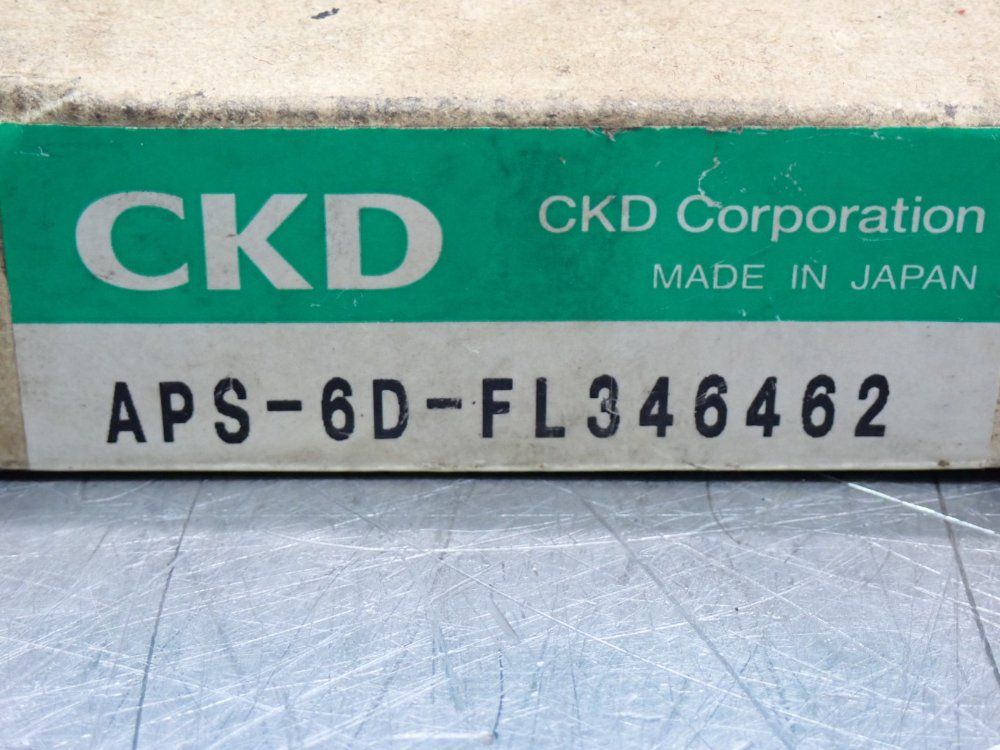 CKD
CKD Corporation
MADE IN JAPAN
APS-6D-FL346462